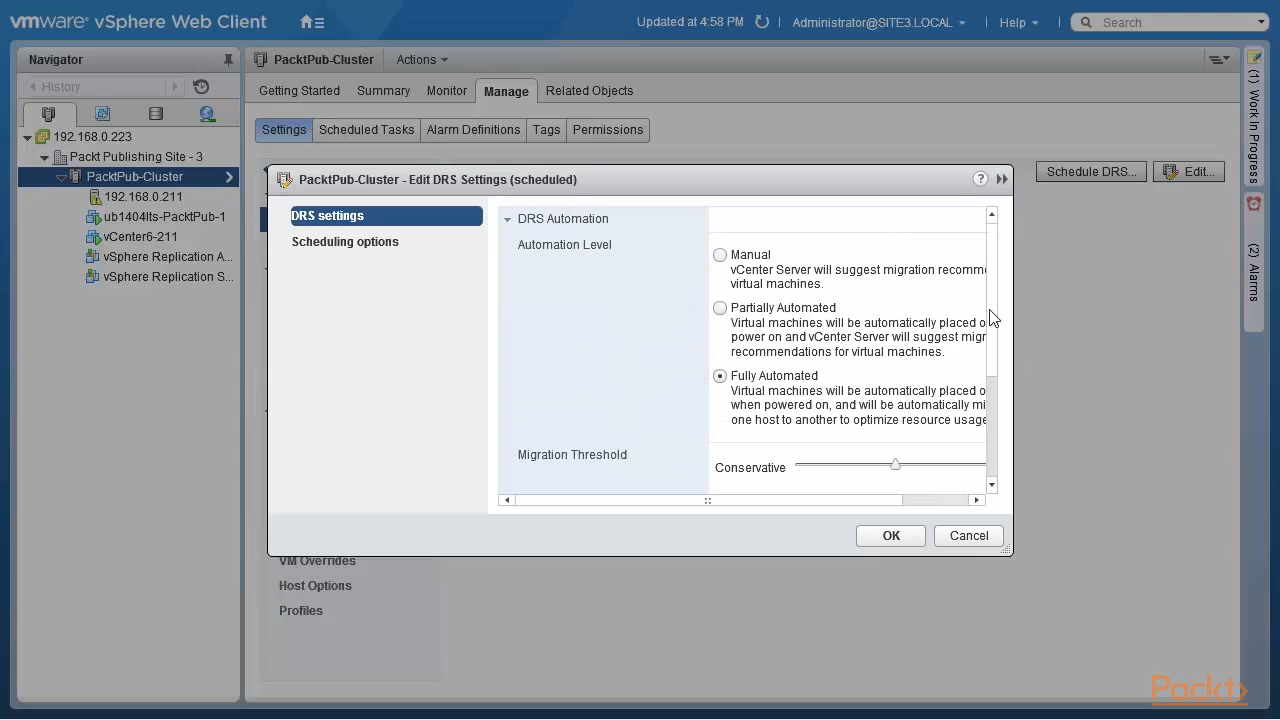 vmware® vSphere Web Client
Updated at 4:58 PM
Administrator@SITE3.LOCAL
Help
Search
Navigator
History
192.168.0.223
Packt Publishing Site - 3
PacktPub-Cluster
192.168.0.211
ub1404lts-PacktPub-1
vCenter6-211
vSphere Replication A...
vSphere Replication S...
PacktPub-Cluster
Actions
Getting Started
Summary
Monitor
Manage
Related Objects
Settings
Scheduled Tasks
Alarm Definitions
Tags
Permissions
Schedule DRS...
Edit...
PacktPub-Cluster - Edit DRS Settings (scheduled)
?
DRS settings
Scheduling options
DRS Automation
Automation Level
Manual
vCenter Server will suggest migration recomm
virtual machines.
Partially Automated
Virtual machines will be automatically placed o
power on and vCenter Server will suggest migr
recommendations for virtual machines.
Fully Automated
Virtual machines will be automatically placed o
when powered on, and will be automatically mi
one host to another to optimize resource usage
Migration Threshold
Conservative
OK
Cancel
VM Overrides
Host Options
Profiles
(1) Work In Progress
(2) Alarms
Packt>